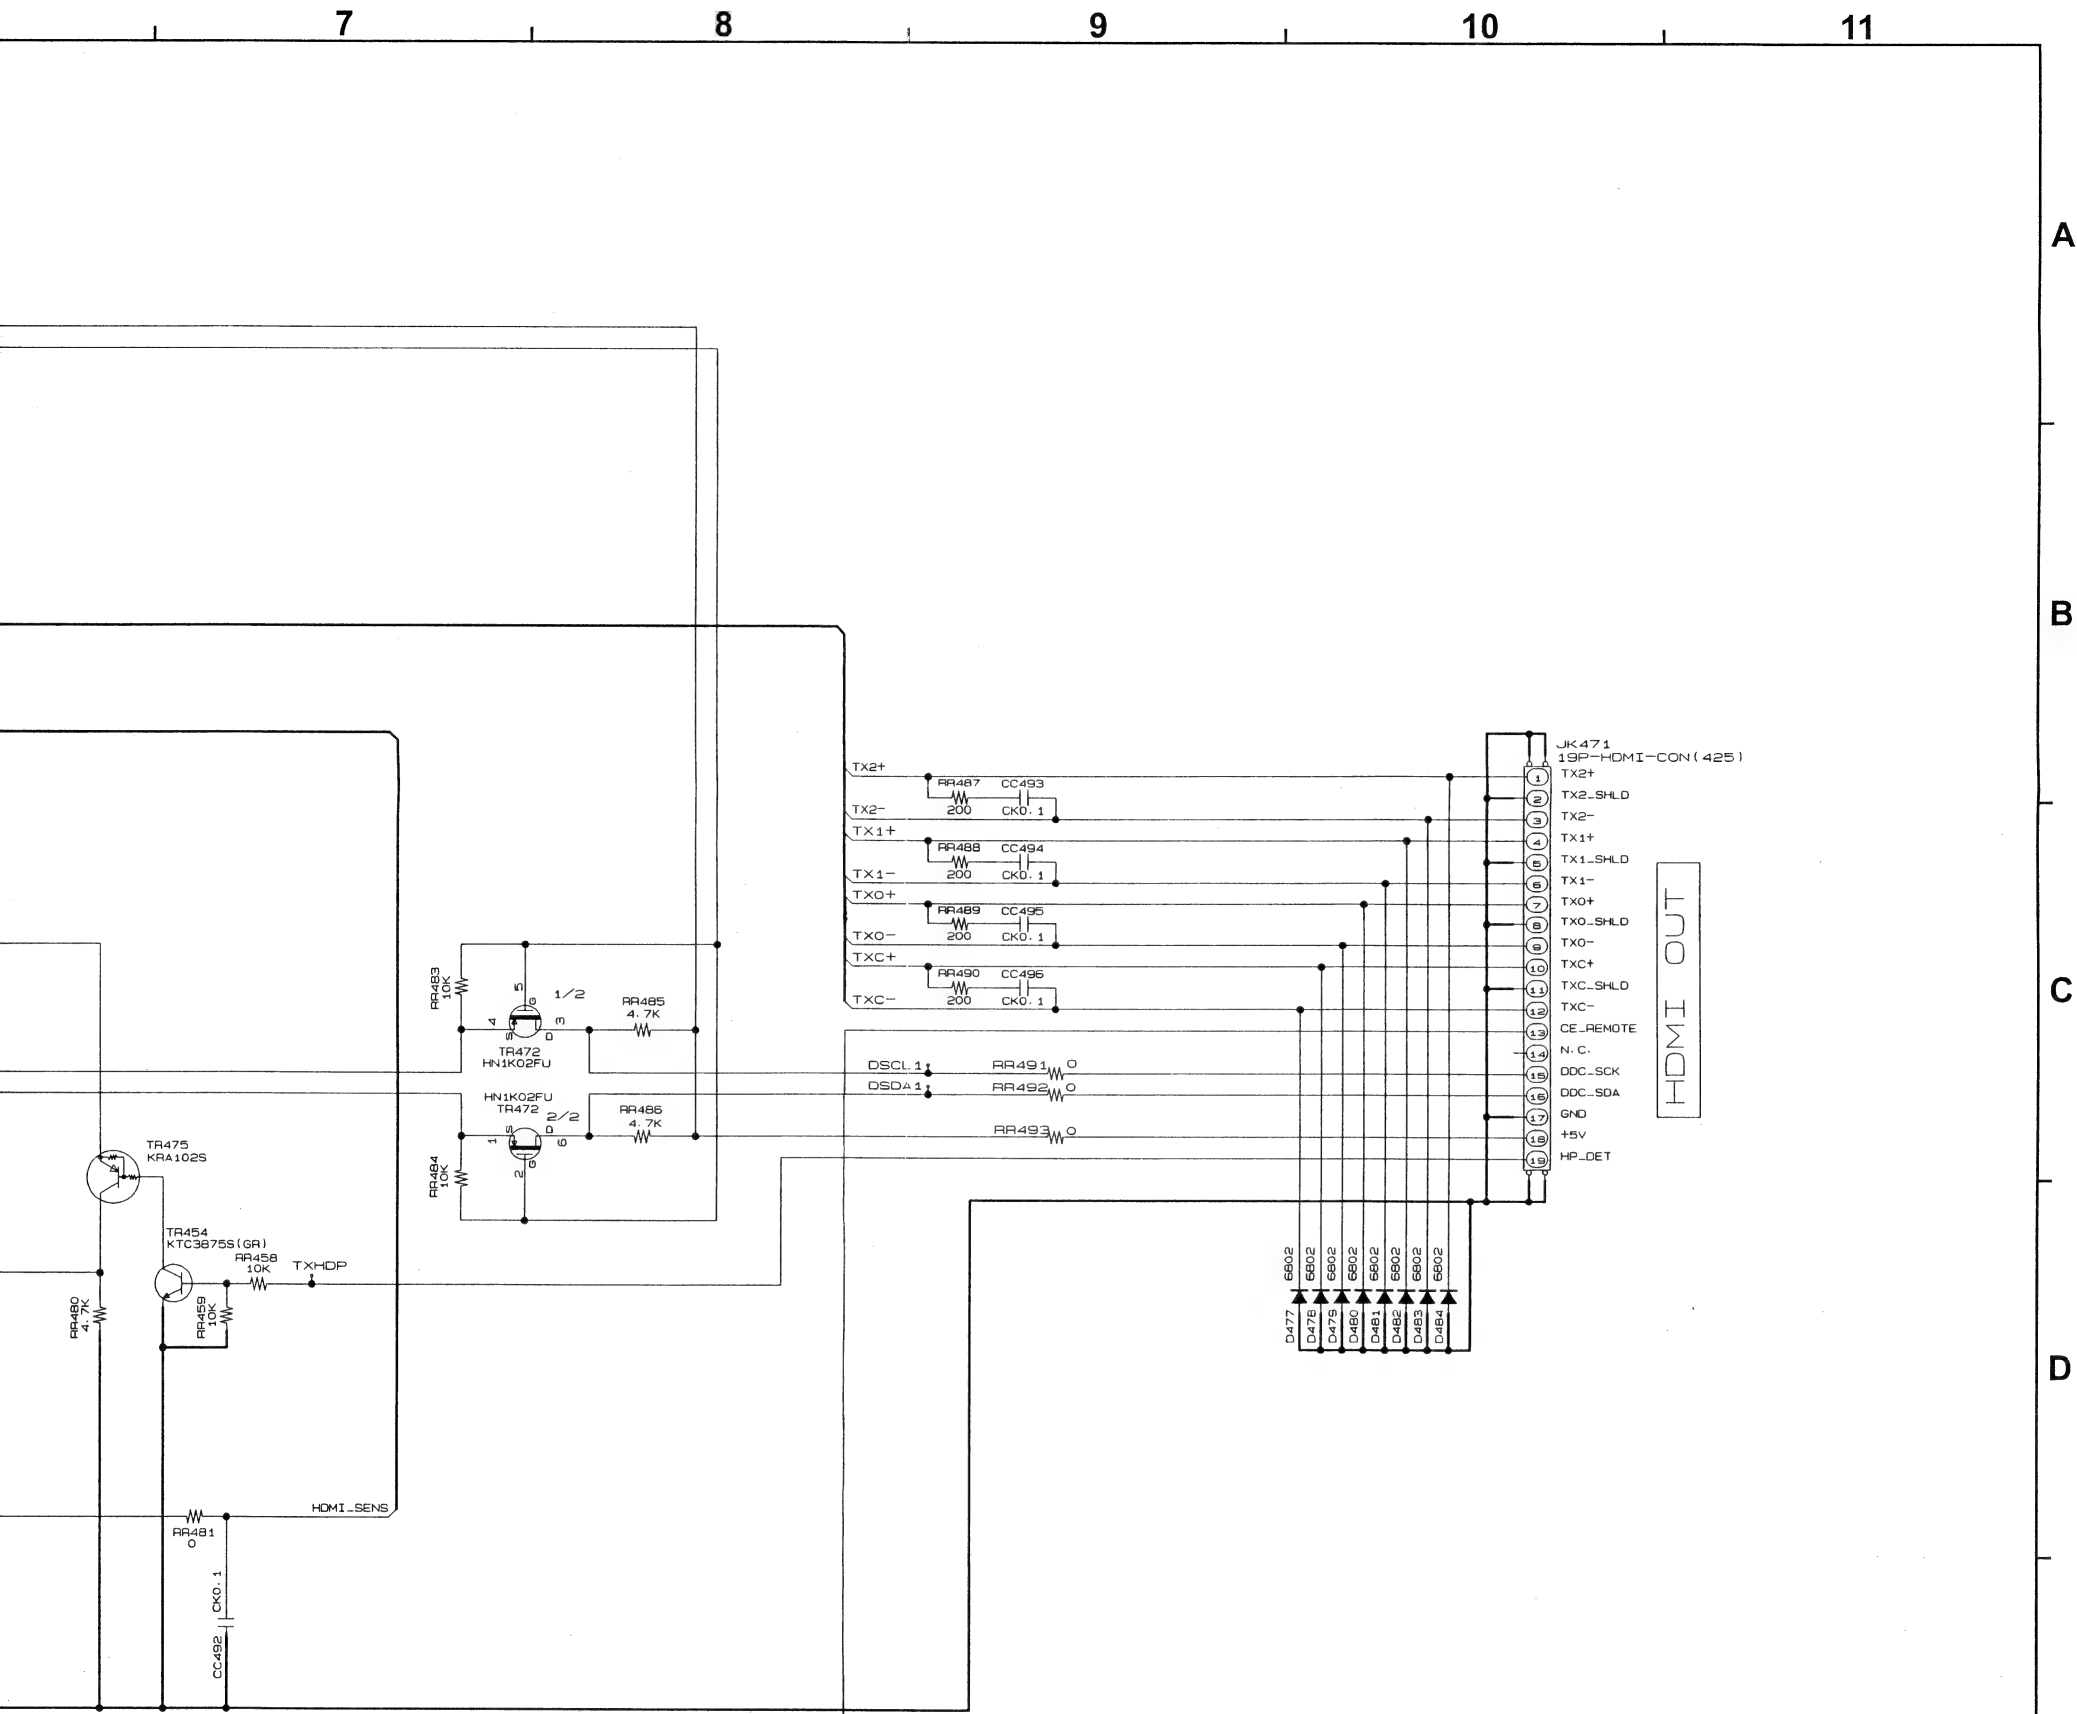 7 8 9 10 11
A
B
C
D
JK471
19P-HDMI-CON(425)
TX2+
RR487 CC493
200 CK0.1
TX2-
TX1+
RR488 CC494
200 CK0.1
TX1-
TX0+
RR489 CC495
200 CK0.1
TX0-
TXC+
RR490 CC496
200 CK0.1
TXC-
1 TX2+
2 TX2_SHLD
3 TX2-
4 TX1+
5 TX1_SHLD
6 TX1-
7 TX0+
8 TX0_SHLD
9 TX0-
10 TXC+
11 TXC_SHLD
12 TXC-
13 CE_REMOTE
14 N.C.
15 DDC_SCK
16 DDC_SDA
17 GND
18 +5V
19 HP_DET
HDMI OUT
RR483
10K
5
G
1/2
4
S
3
D
TR472
HN1K02FU
RR485
4.7K
HN1K02FU
TR472
2/2
1
S
D
6
2
G
RR486
4.7K
RR484
10K
DSCL1
DSDA1
RR491 0
RR492 0
RR493 0
TR475
KRA102S
TR454
KTC3875S(GR)
RR458
10K
TXHDP
RR480
4.7K
RR459
10K
6802 6802 6802 6802 6802 6802 6802 6802
D477 D478 D479 D480 D481 D482 D483 D484
HDMI_SENS
RR481
0
CK0.1
CC492